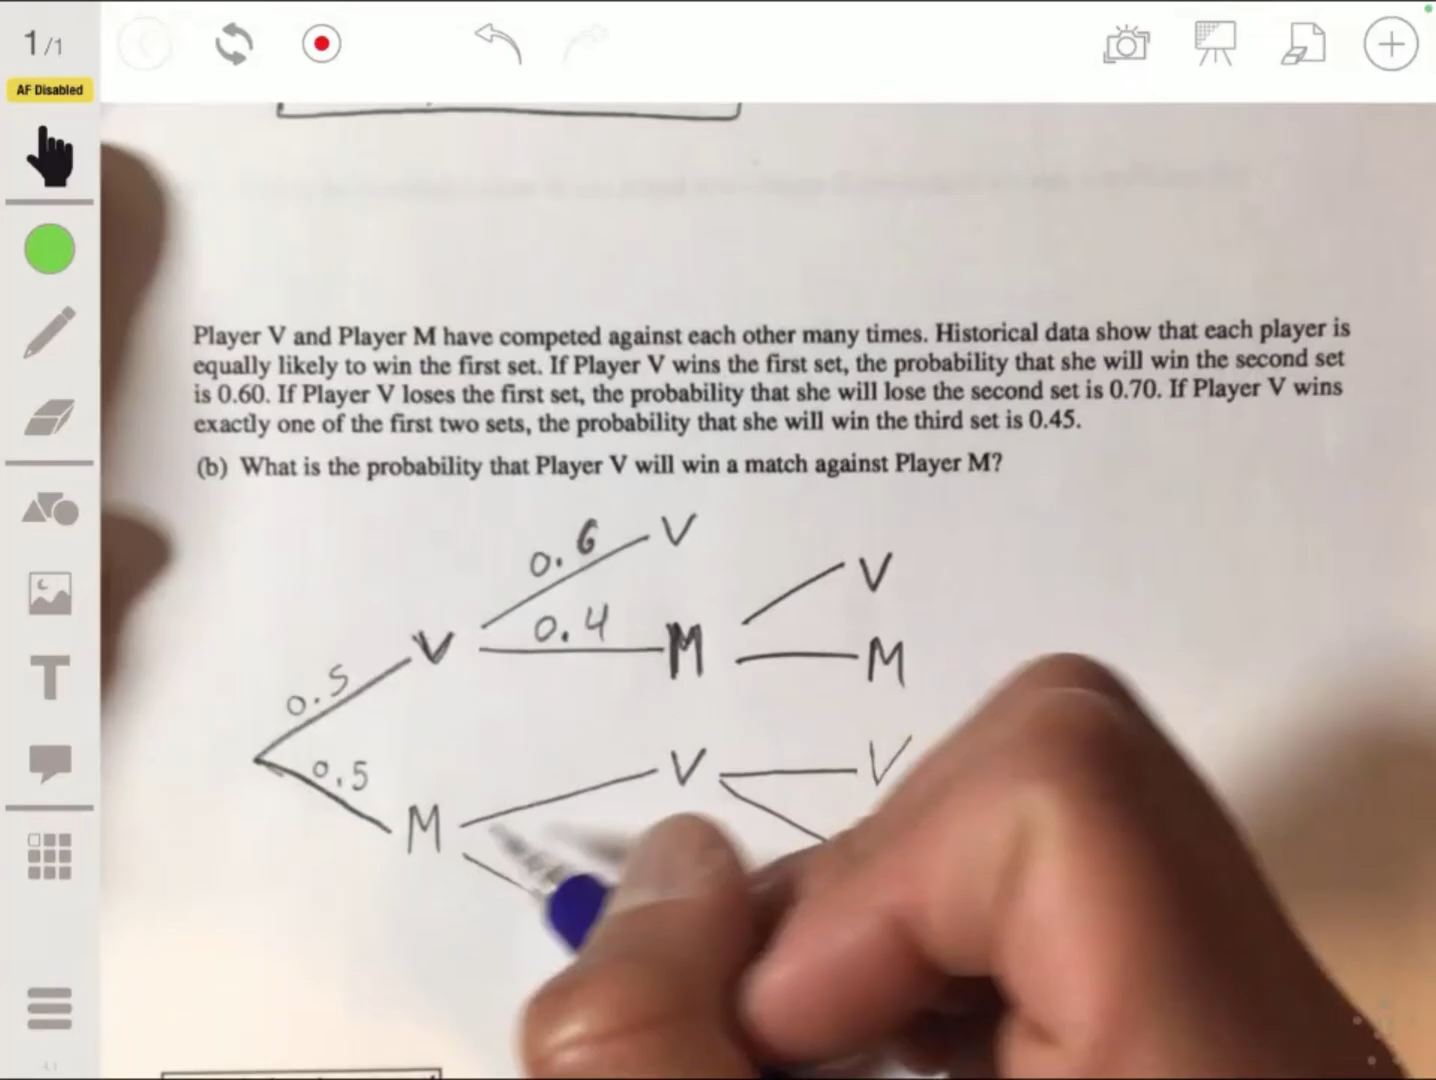 1/1
AF Disabled
Player V and Player M have competed against each other many times. Historical data show that each player is
equally likely to win the first set. If Player V wins the first set, the probability that she will win the second set
is 0.60. If Player V loses the first set, the probability that she will lose the second set is 0.70. If Player V wins
exactly one of the first two sets, the probability that she will win the third set is 0.45.
(b) What is the probability that Player V will win a match against Player M?
0.6 V
V
0.4 M
M
0.5 V
0.5
V V
M
T